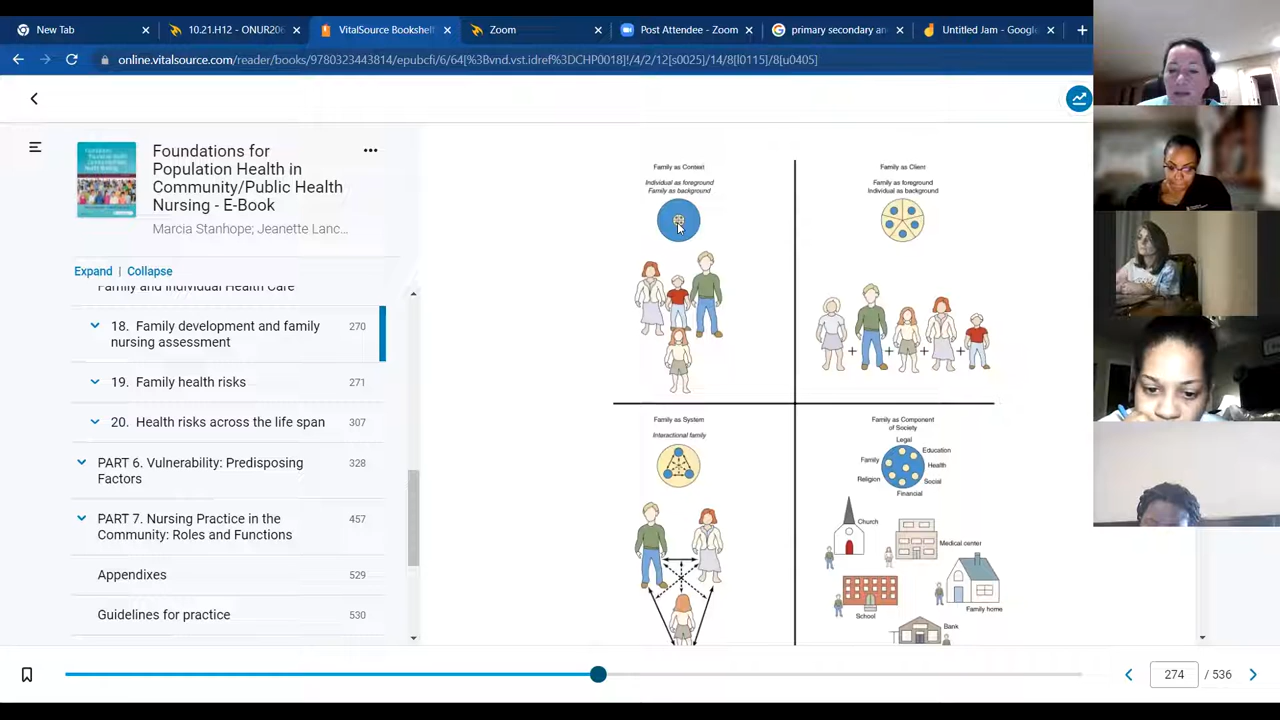 New Tab
10.21.H12 - ONUR206
VitalSource Bookshelf
Zoom
Post Attendee - Zoom
primary secondary an
Untitled Jam - Google
online.vitalsource.com/reader/books/9780323443814/epubcfi/6/64[%3Bvnd.vst.idref%3DCHP0018]!/4/2/12[s0025]/14/8[l0115]/8[u0405]
Foundations for
Population Health in
Community/Public Health
Nursing - E-Book
Marcia Stanhope; Jeanette Lanc...
Expand | Collapse
Family and Individual Health Care
18. Family development and family
nursing assessment
270
19. Family health risks
271
20. Health risks across the life span
307
PART 6. Vulnerability: Predisposing
Factors
328
PART 7. Nursing Practice in the
Community: Roles and Functions
457
Appendixes
529
Guidelines for practice
530
Family as Context
Individual as foreground
Family as background
Family as Client
Family as foreground
Individual as background
Family as System
Interactional family
Family as Component
of Society
Legal
Education
Family
Health
Religion
Social
Financial
Church
Medical center
Family home
School
Bank
274 / 536